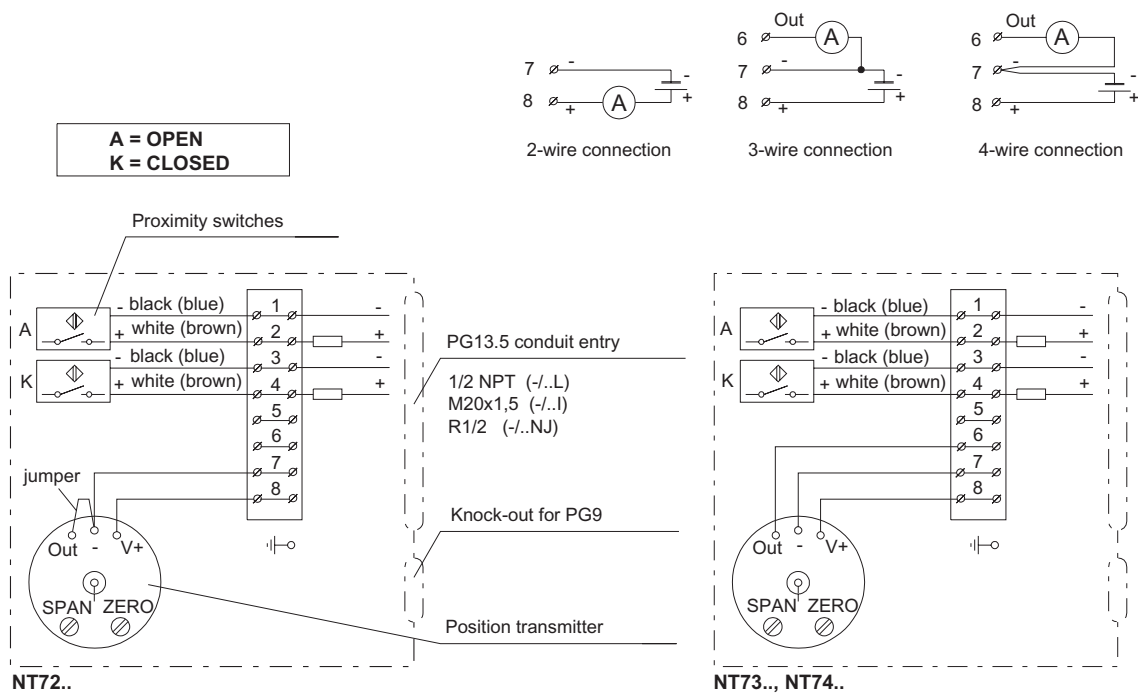 6 Out A
7 -
8 +
- +
3-wire connection
6 Out A
7 -
8 +
- +
4-wire connection
7 -
8 + A
- +
2-wire connection
A = OPEN
K = CLOSED
Proximity switches
A
- black (blue) 1 -
+ white (brown) 2 +
K
- black (blue) 3 -
+ white (brown) 4 +
5
6
7
8
jumper
Out - V+
SPAN ZERO
NT72..
PG13.5 conduit entry
1/2 NPT (-/..L)
M20x1,5 (-/..I)
R1/2 (-/..NJ)
Knock-out for PG9
Position transmitter
A
- black (blue) 1 -
+ white (brown) 2 +
K
- black (blue) 3 -
+ white (brown) 4 +
5
6
7
8
Out - V+
SPAN ZERO
NT73.., NT74..